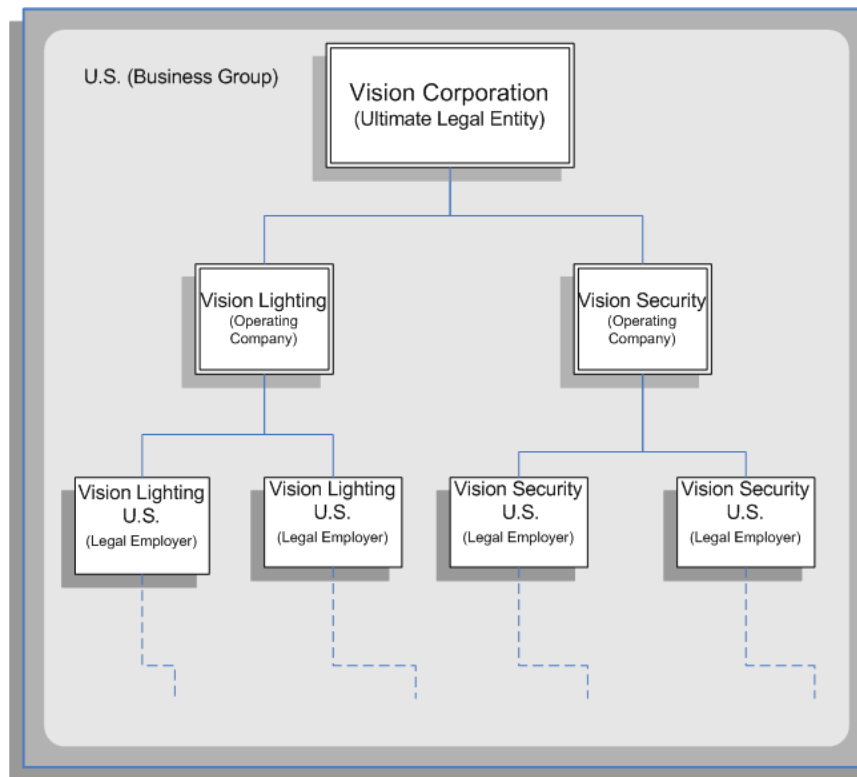 U.S. (Business Group)
Vision Corporation
(Ultimate Legal Entity)
Vision Lighting
(Operating
Company)
Vision Security
(Operating
Company)
Vision Lighting
U.S.
(Legal Employer)
Vision Lighting
U.S.
(Legal Employer)
Vision Security
U.S.
(Legal Employer)
Vision Security
U.S.
(Legal Employer)